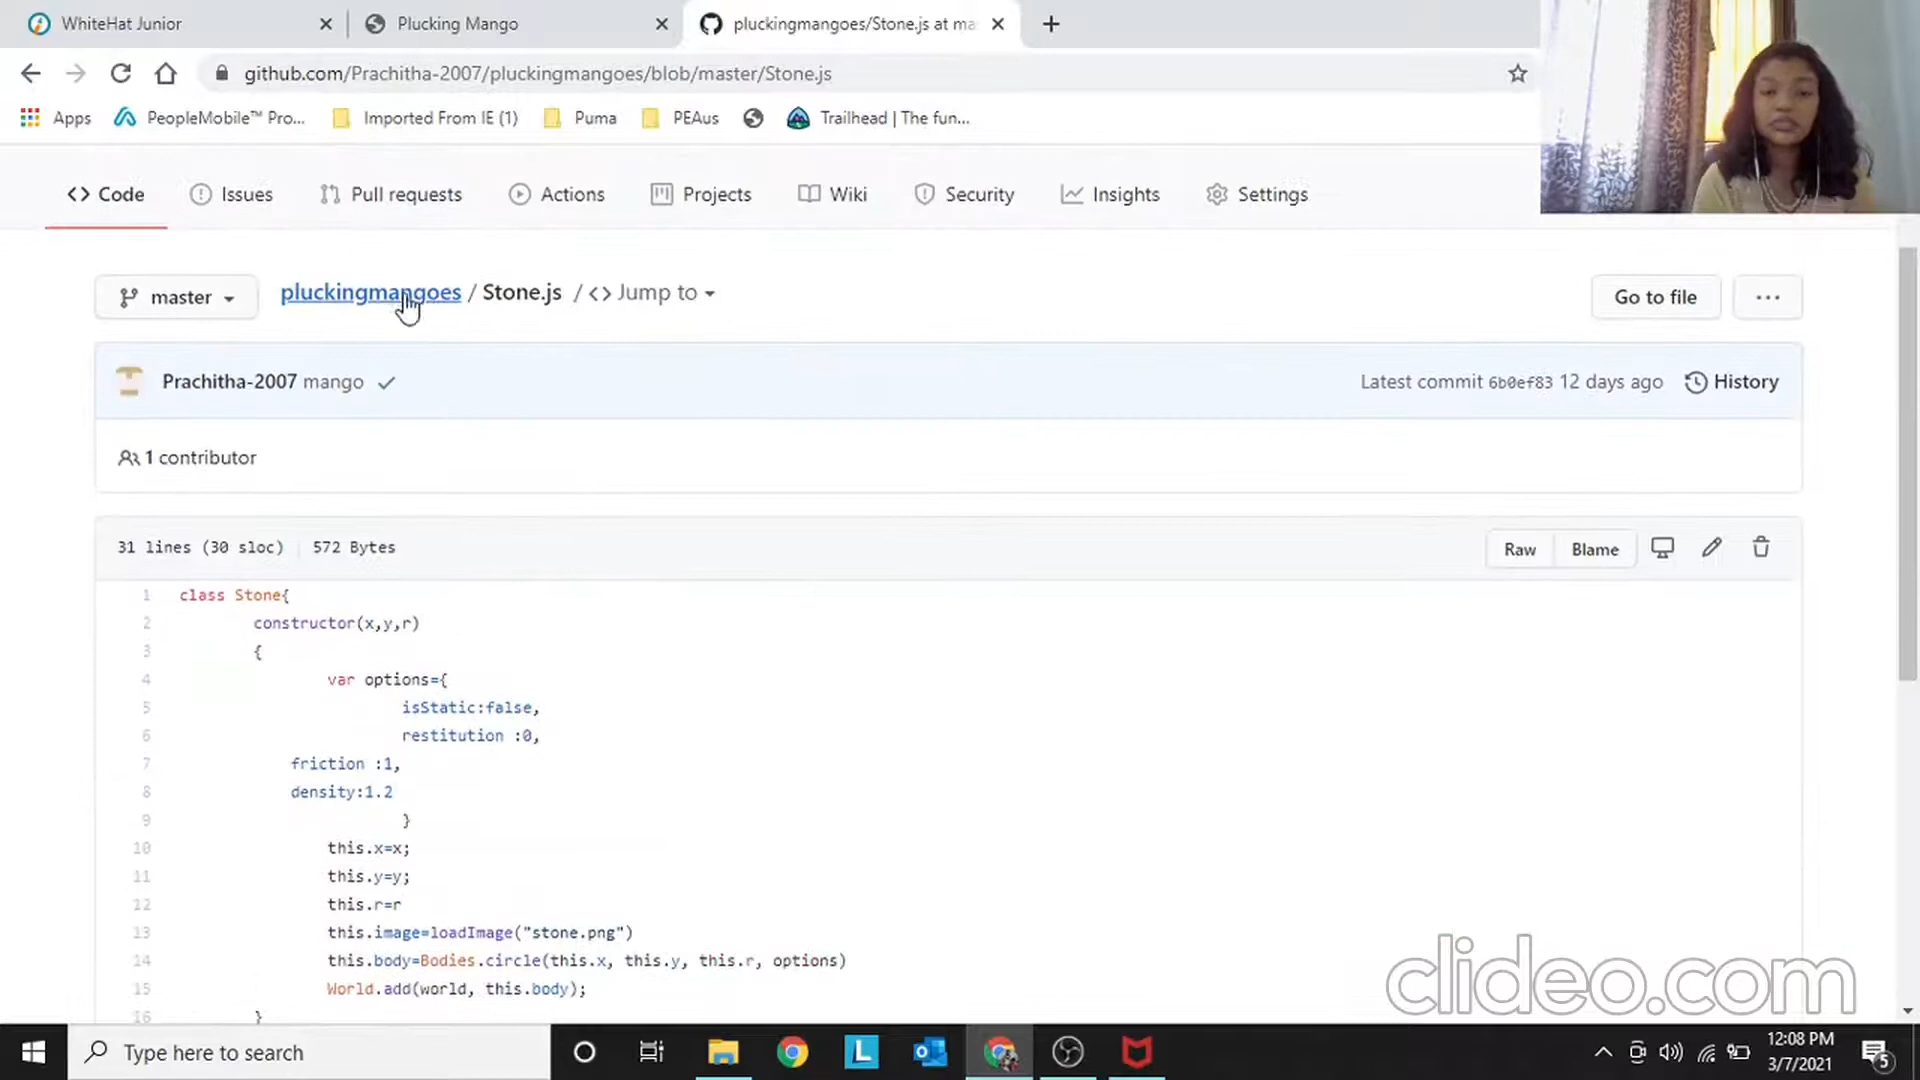 WhiteHat Junior
Plucking Mango
pluckingmangoes/Stone.js at ma
github.com/Prachitha-2007/pluckingmangoes/blob/master/Stone.js
Apps
PeopleMobile™ Pro...
Imported From IE (1)
Puma
PEAus
Trailhead | The fun...
<> Code
Issues
Pull requests
Actions
Projects
Wiki
Security
Insights
Settings
master
pluckingmangoes / Stone.js / <> Jump to
Go to file
...
Prachitha-2007 mango
Latest commit 6b0ef83 12 days ago
History
1 contributor
31 lines (30 sloc) | 572 Bytes
Raw
Blame
1 class Stone{
2 constructor(x,y,r)
3 {
4 var options={
5 isStatic:false,
6 restitution :0,
7 friction :1,
8 density:1.2
9 }
10 this.x=x;
11 this.y=y;
12 this.r=r
13 this.image=loadImage("stone.png")
14 this.body=Bodies.circle(this.x, this.y, this.r, options)
15 World.add(world, this.body);
16 }
clideo.com
Type here to search
L
12:08 PM
3/7/2021
5